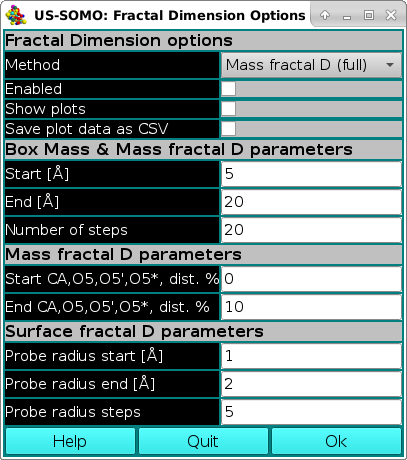 US-SOMO: Fractal Dimension Options
Fractal Dimension options
Method Mass fractal D (full)
Enabled
Show plots
Save plot data as CSV
Box Mass & Mass fractal D parameters
Start [Å] 5
End [Å] 20
Number of steps 20
Mass fractal D parameters
Start CA,O5,O5',O5*, dist. % 0
End CA,O5,O5',O5*, dist. % 10
Surface fractal D parameters
Probe radius start [Å] 1
Probe radius end [Å] 2
Probe radius steps 5
Help Quit Ok